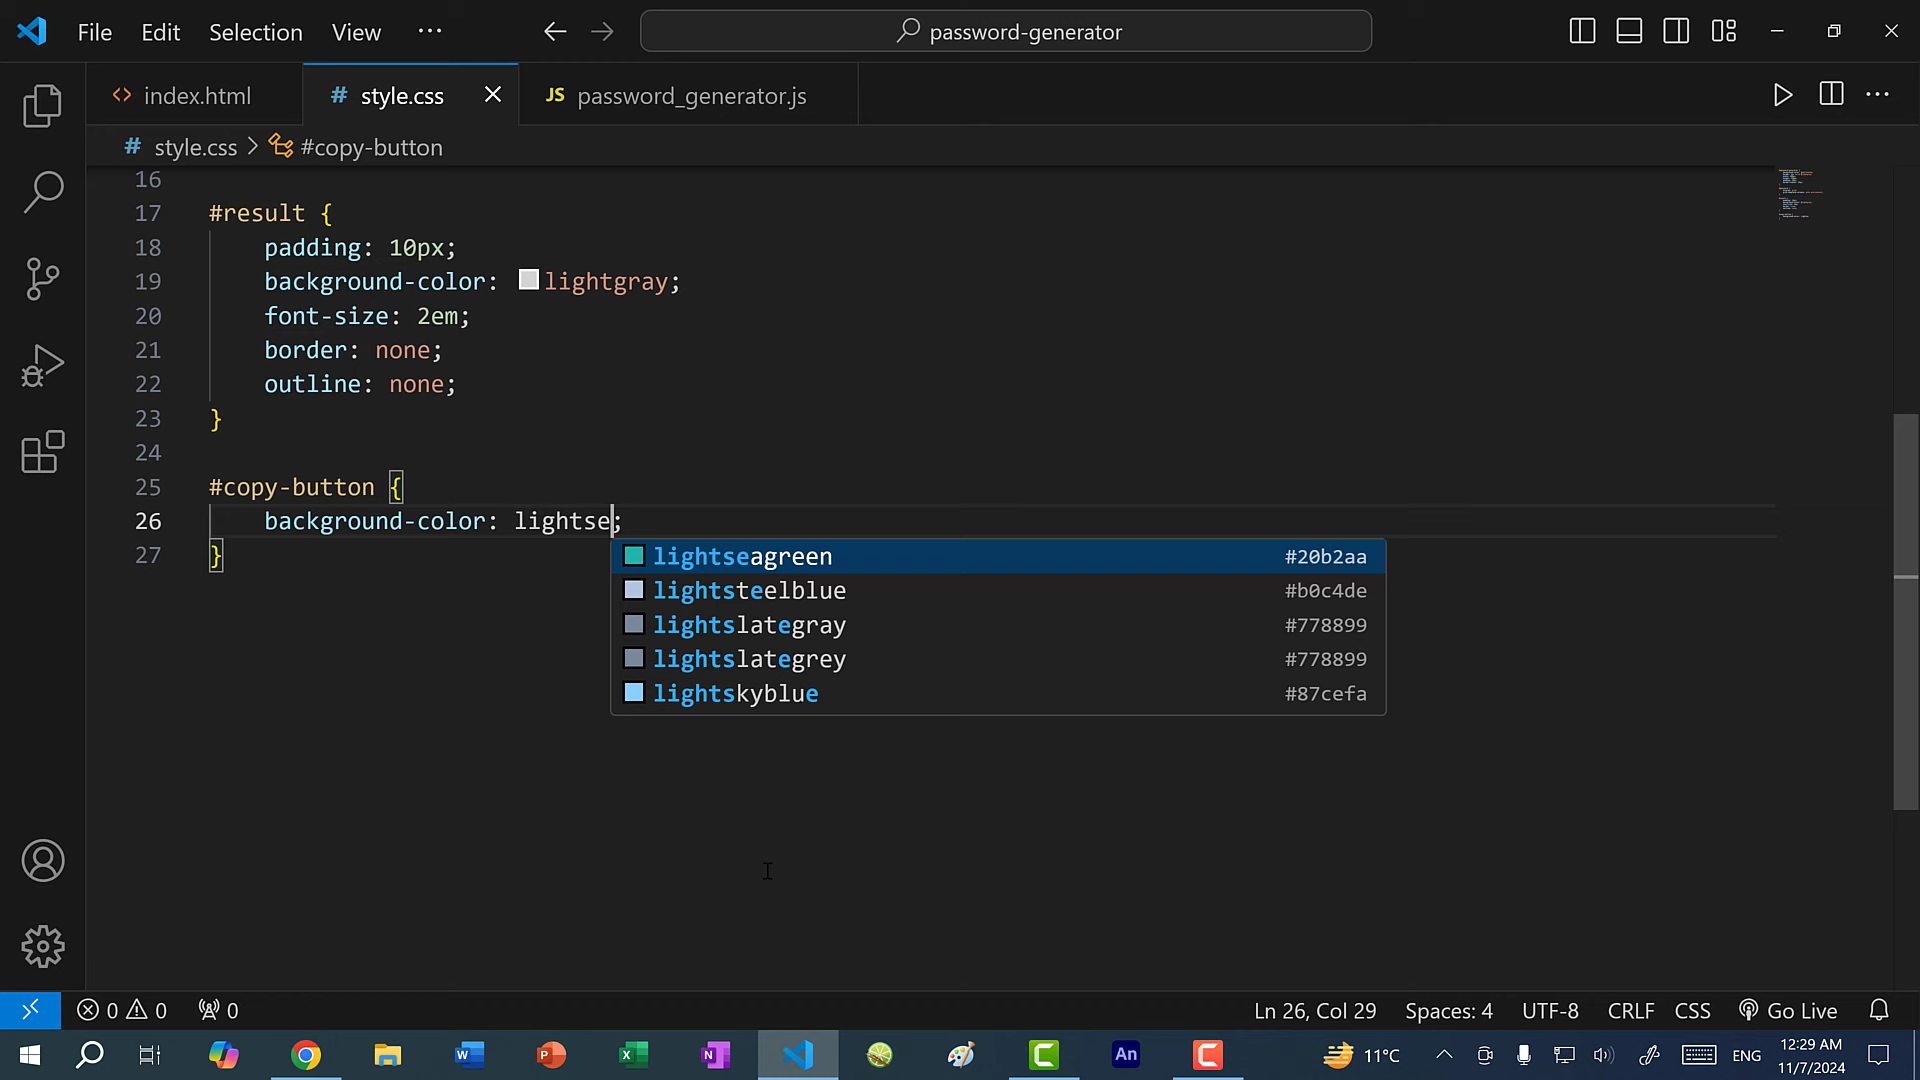 File Edit Selection View ··· password-generator
index.html # style.css JS password_generator.js
# style.css > #copy-button
16
17 #result {
18 padding: 10px;
19 background-color: lightgray;
20 font-size: 2em;
21 border: none;
22 outline: none;
23 }
24
25 #copy-button {
26 background-color: lightse;
27 }
lightseagreen #20b2aa
lightsteelblue #b0c4de
lightslategray #778899
lightslategrey #778899
lightskyblue #87cefa
0 0 0 Ln 26, Col 29 Spaces: 4 UTF-8 CRLF CSS Go Live
W P X N An C C 11°C ENG 12:29 AM
11/7/2024